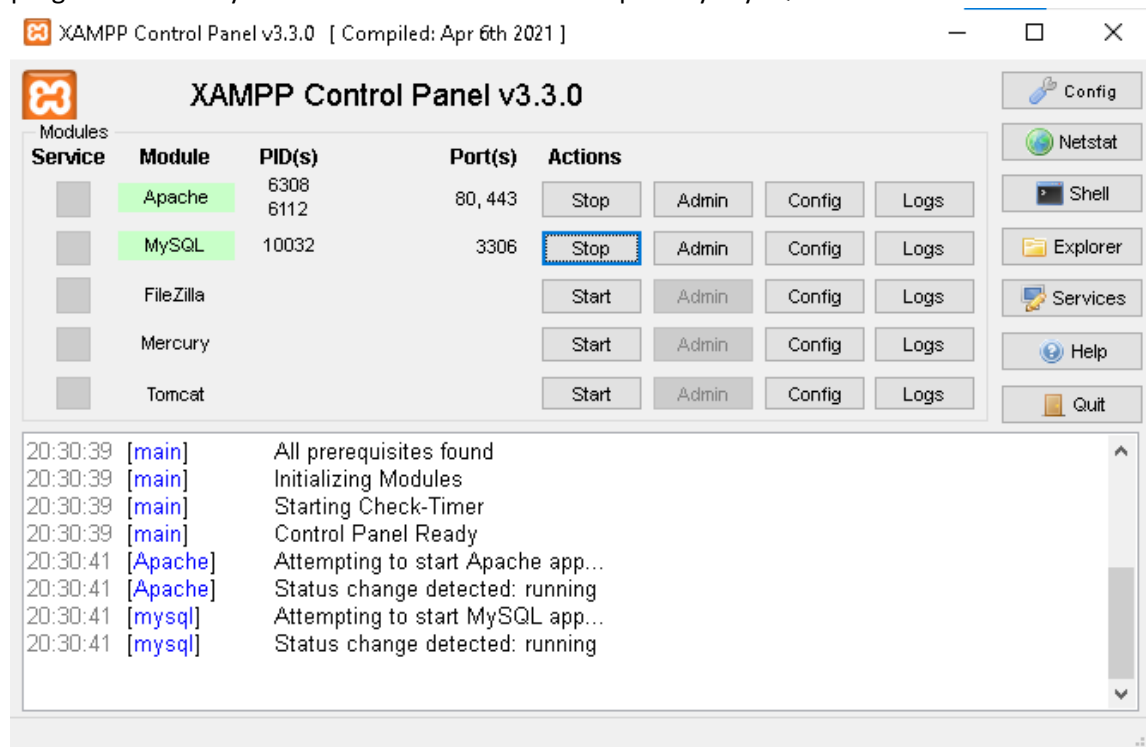 XAMPP Control Panel v3.3.0 [ Compiled: Apr 6th 2021 ]
XAMPP Control Panel v3.3.0
Config
Modules
Netstat
Service Module PID(s) Port(s) Actions
Apache 6308 6112 80, 443 Stop Admin Config Logs
Shell
MySQL 10032 3306 Stop Admin Config Logs
Explorer
FileZilla Start Admin Config Logs
Services
Mercury Start Admin Config Logs
Help
Tomcat Start Admin Config Logs
Quit
20:30:39 [main] All prerequisites found
20:30:39 [main] Initializing Modules
20:30:39 [main] Starting Check-Timer
20:30:39 [main] Control Panel Ready
20:30:41 [Apache] Attempting to start Apache app...
20:30:41 [Apache] Status change detected: running
20:30:41 [mysql] Attempting to start MySQL app...
20:30:41 [mysql] Status change detected: running